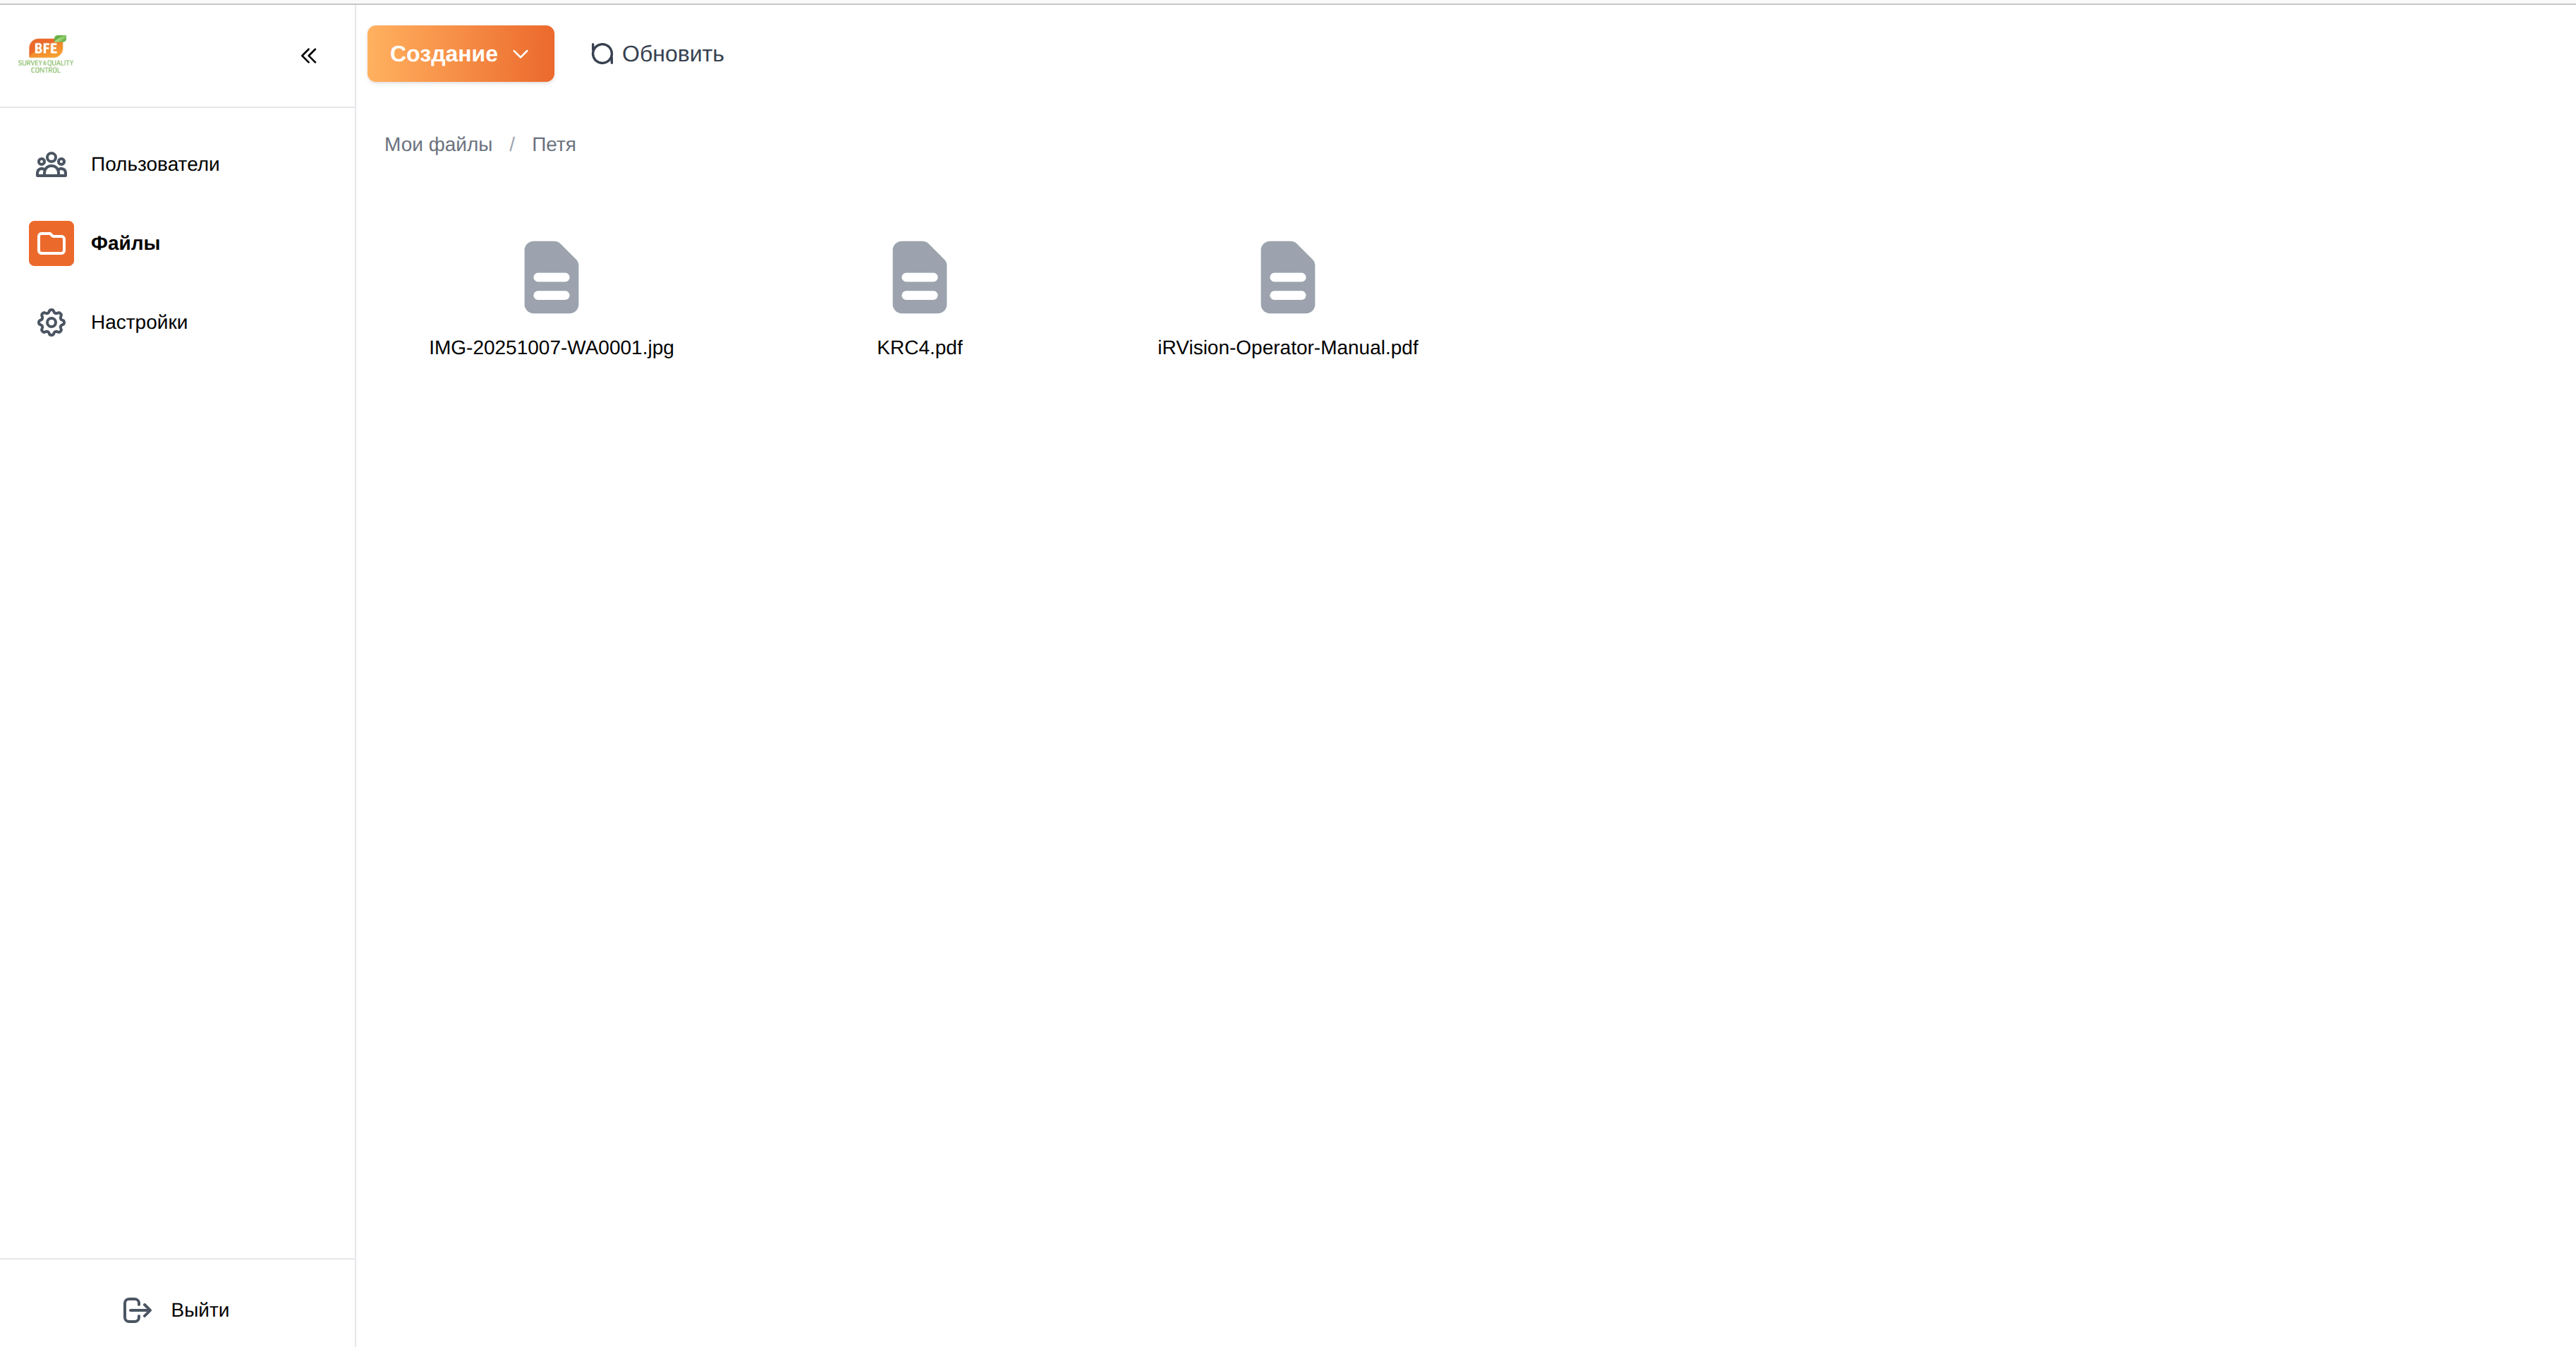 BFE
SURVEY&QUALITY
CONTROL
Создание
Обновить
Мои файлы / Петя
Пользователи
Файлы
Настройки
IMG-20251007-WA0001.jpg
KRC4.pdf
iRVision-Operator-Manual.pdf
Выйти